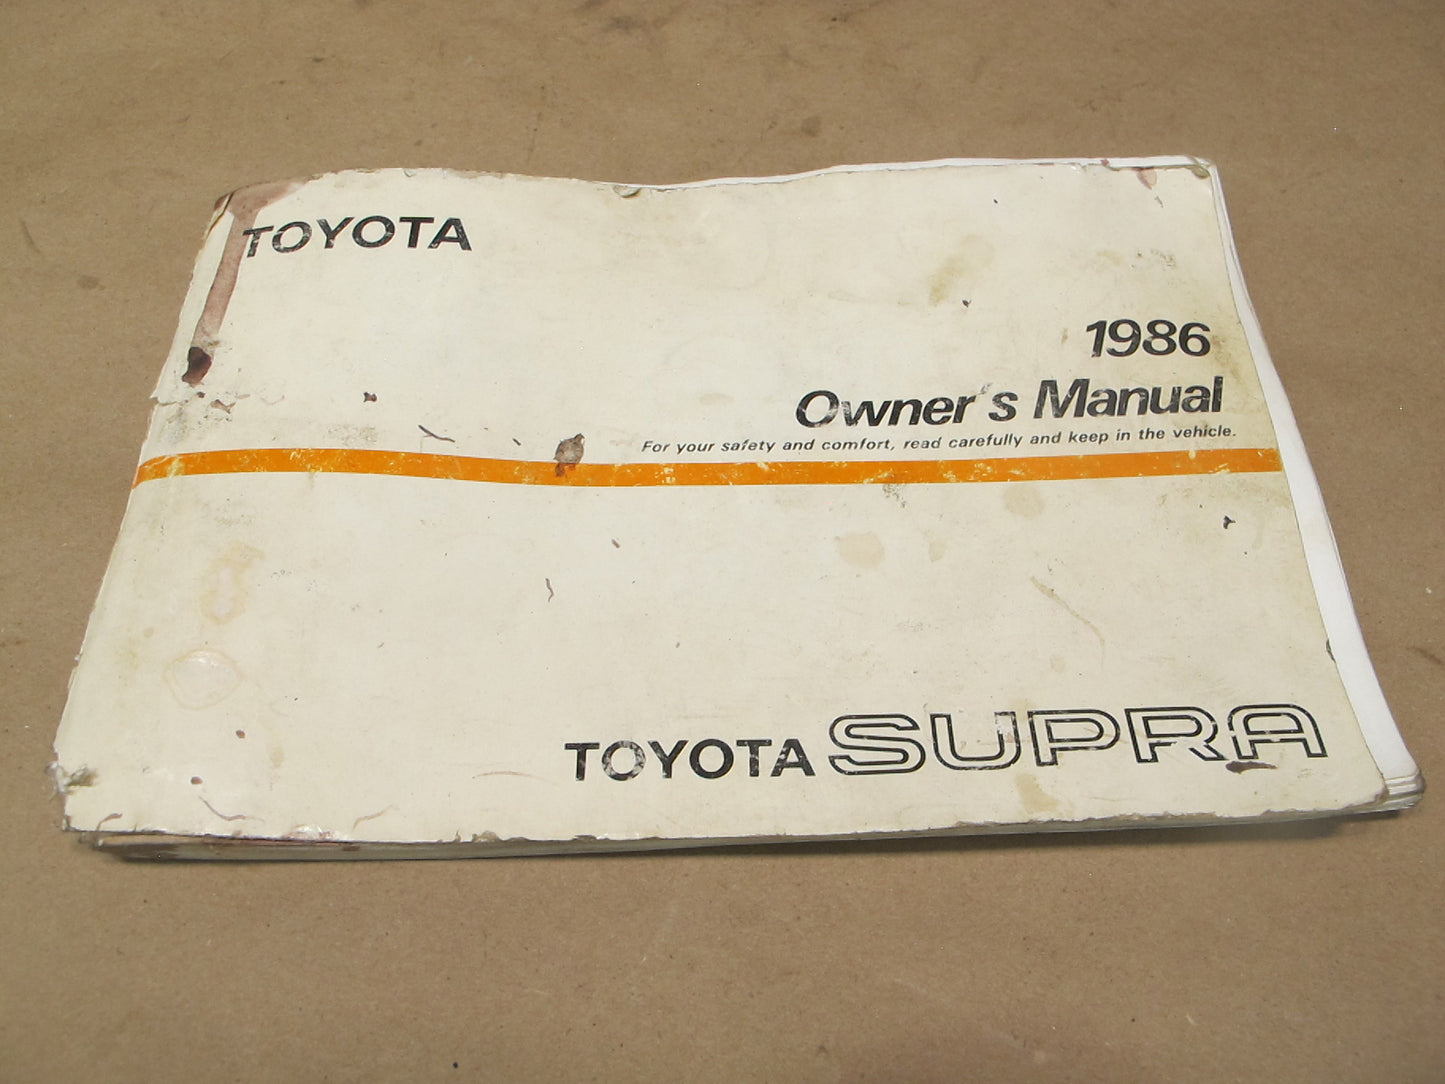 TOYOTA
1986
Owner's Manual
For your safety and comfort, read carefully and keep in the vehicle.
TOYOTA SUPRA